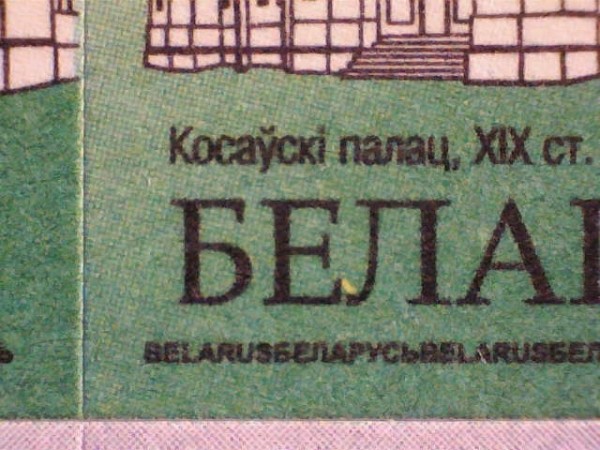 Косаўскі палац, XIX ст.
БЕЛА
BELARUSБЕЛАРУСЬBELARUSБЕЛ